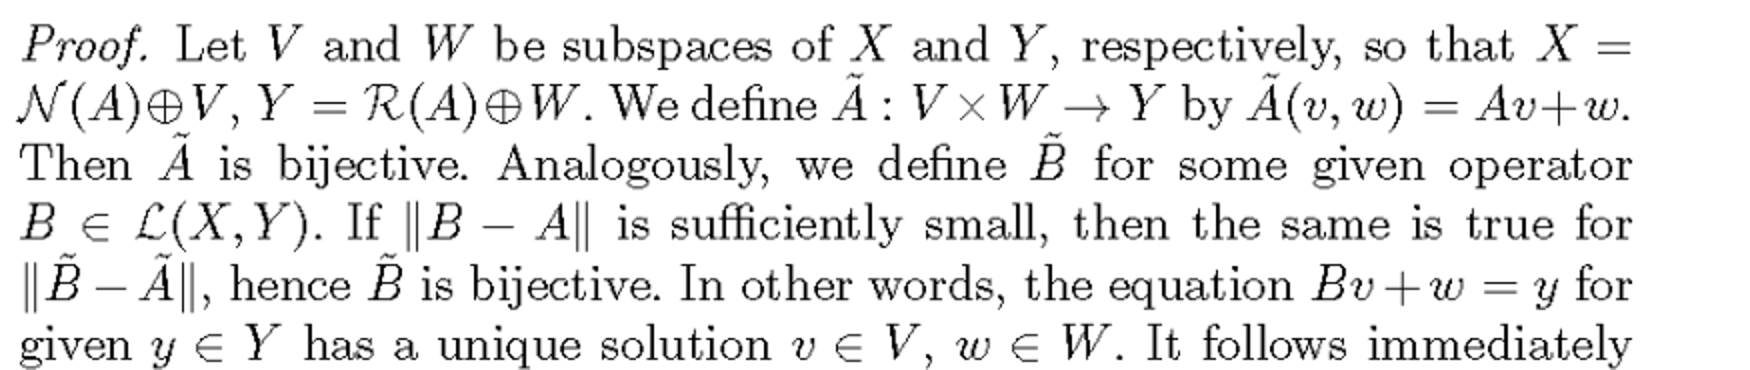 Proof. Let V and W be subspaces of X and Y, respectively, so that X =
𝒩(A)⊕V, Y = ℛ(A)⊕W. We define Ã : V × W → Y by Ã(v, w) = Av+w.
Then Ã is bijective. Analogously, we define B̃ for some given operator
B ∈ ℒ(X, Y). If ‖B − A‖ is sufficiently small, then the same is true for
‖B̃ − Ã‖, hence B̃ is bijective. In other words, the equation Bv + w = y for
given y ∈ Y has a unique solution v ∈ V, w ∈ W. It follows immediately